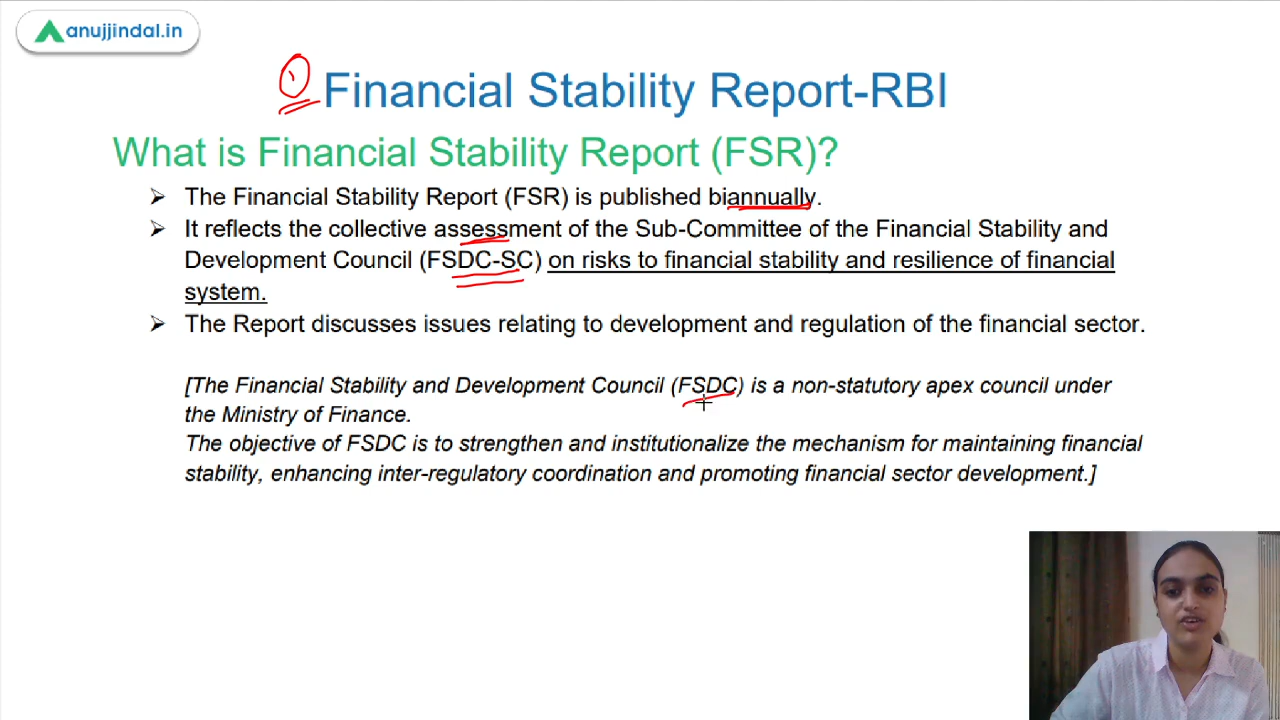 anujjindal.in
Financial Stability Report-RBI
What is Financial Stability Report (FSR)?
➢ The Financial Stability Report (FSR) is published biannually.
➢ It reflects the collective assessment of the Sub-Committee of the Financial Stability and
Development Council (FSDC-SC) on risks to financial stability and resilience of financial
system.
➢ The Report discusses issues relating to development and regulation of the financial sector.
[The Financial Stability and Development Council (FSDC) is a non-statutory apex council under
the Ministry of Finance.
The objective of FSDC is to strengthen and institutionalize the mechanism for maintaining financial
stability, enhancing inter-regulatory coordination and promoting financial sector development.]